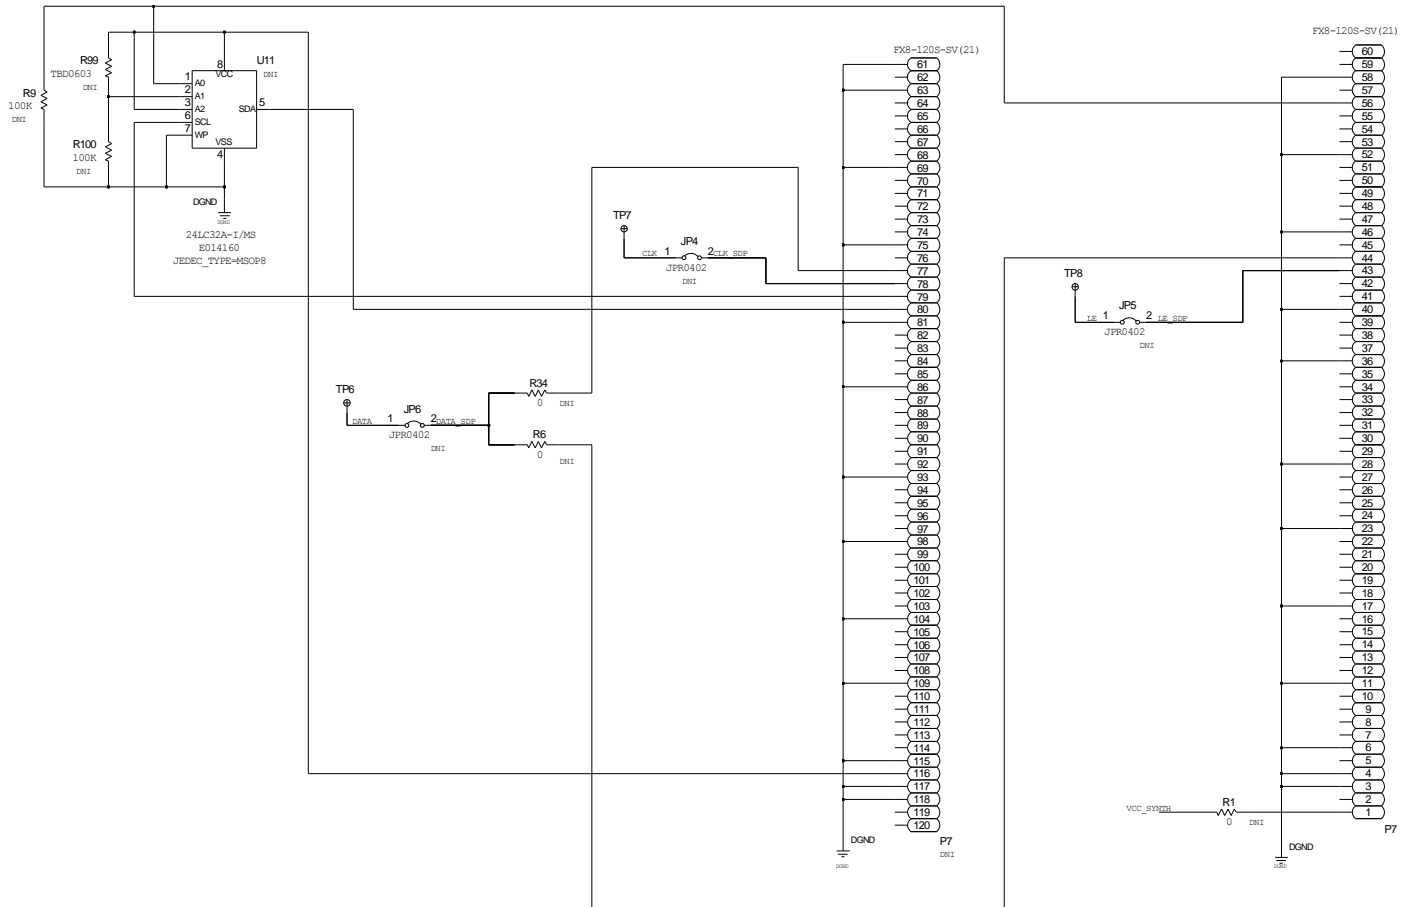 R9
100K
DNI
R99
TBD0603
DNI
R100
100K
DNI
U11
DNI
8
VCC
1
A0
2
A1
3
A2
6
SCL
7
WP
SDA
5
VSS
4
DGND
DGND
24LC32A-I/MS
E014160
JEDEC_TYPE=MSOP8
TP7
CLK
1
JP4
2
CLK_SDP
JPR0402
DNI
TP6
DATA
1
JP6
2
DATA_SDP
JPR0402
DNI
R34
0
DNI
R6
0
DNI
FX8-120S-SV(21)
61
62
63
64
65
66
67
68
69
70
71
72
73
74
75
76
77
78
79
80
81
82
83
84
85
86
87
88
89
90
91
92
93
94
95
96
97
98
99
100
101
102
103
104
105
106
107
108
109
110
111
112
113
114
115
116
117
118
119
120
P7
DNI
DGND
DGND
TP8
LE
1
JP5
2
LE_SDP
JPR0402
DNI
FX8-120S-SV(21)
60
59
58
57
56
55
54
53
52
51
50
49
48
47
46
45
44
43
42
41
40
39
38
37
36
35
34
33
32
31
30
29
28
27
26
25
24
23
22
21
20
19
18
17
16
15
14
13
12
11
10
9
8
7
6
5
4
3
2
1
P7
VCC_SYNTH
R1
0
DNI
DGND
DGND